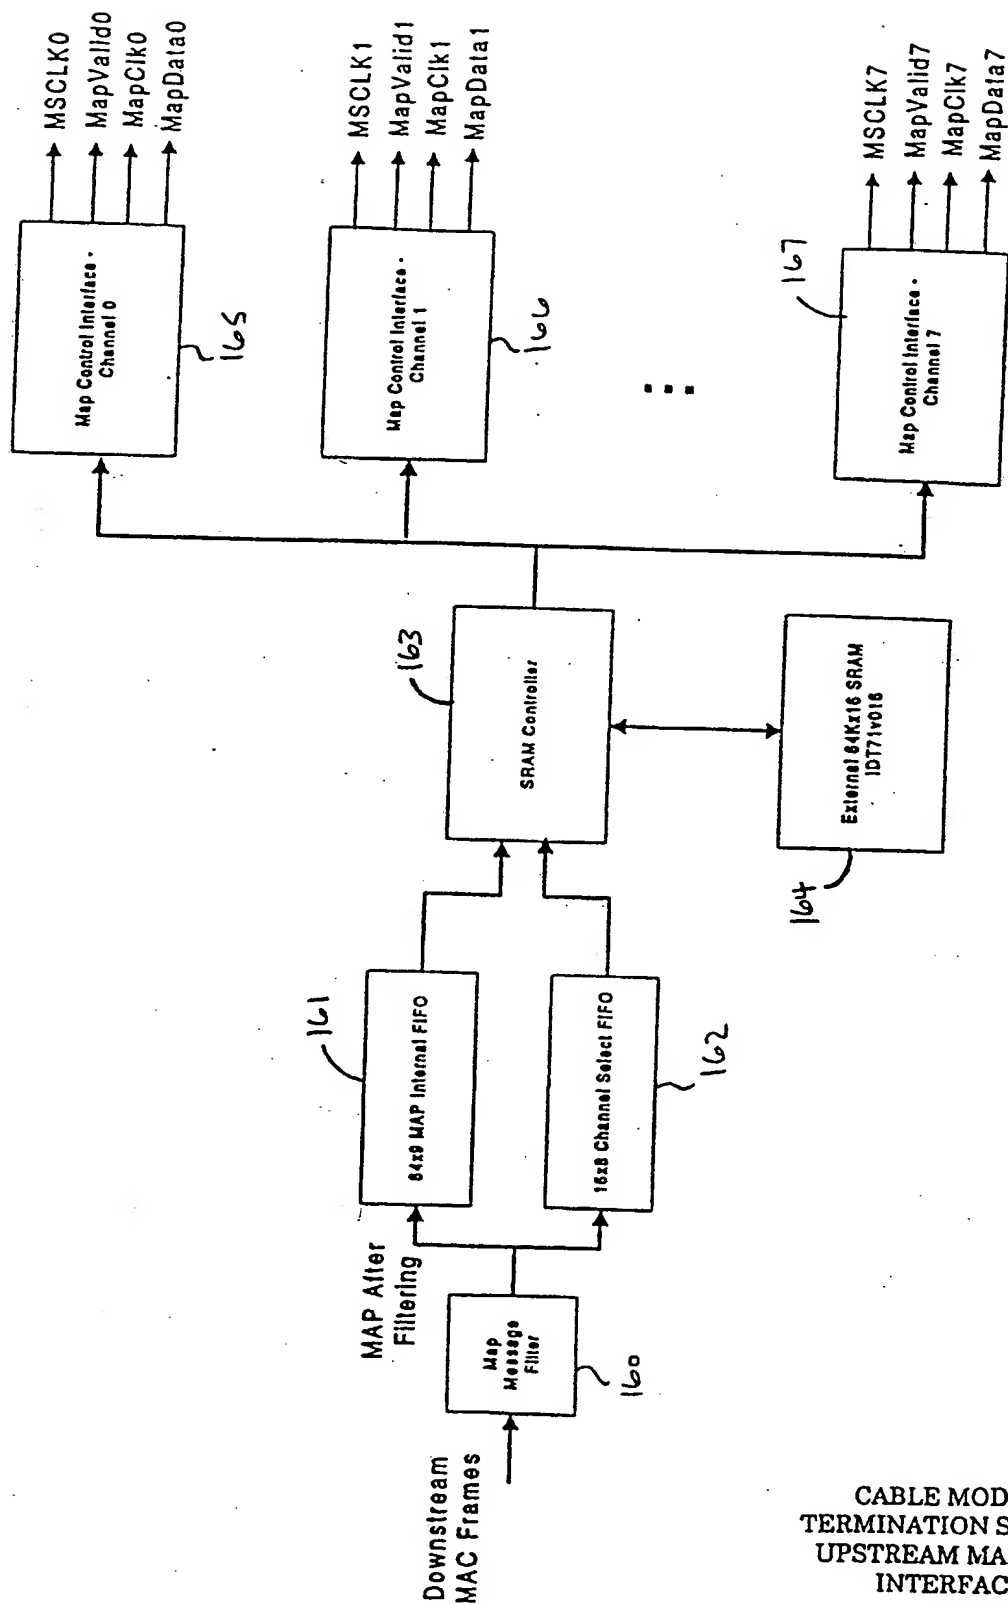 Downstream
MAC Frames
Map
Message
Filter
160
MAP After
Filtering
64x9 MAP Internal FIFO
161
16x8 Channel Select FIFO
162
SRAM Controller
163
External 64Kx16 SRAM
IDT71v016
164
Map Control Interface -
Channel 0
165
MSCLK0
MapValid0
MapClk0
MapData0
Map Control Interface -
Channel 1
166
MSCLK1
MapValid1
MapClk1
MapData1
...
Map Control Interface -
Channel 7
167
MSCLK7
MapValid7
MapClk7
MapData7
CABLE MOD
TERMINATION S
UPSTREAM MA
INTERFAC